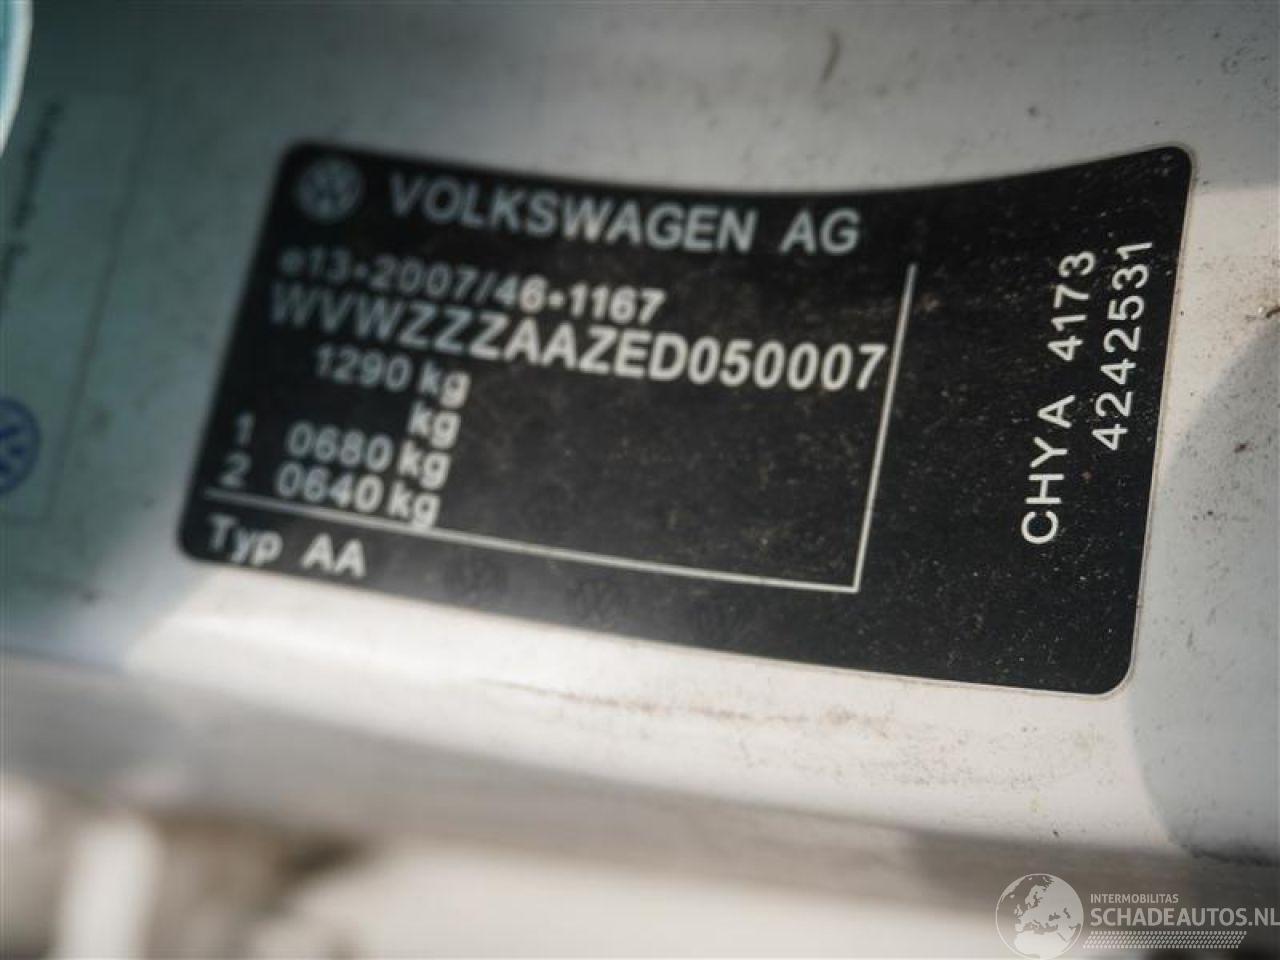 VOLKSWAGEN AG
e13*2007/46*1167
WVWZZZAAZED050007
1290 kg
kg
1 0680 kg
2 0640 kg
Typ AA
CHYA 4173
4242531
INTERMOBILITAS
SCHADEAUTOS.NL